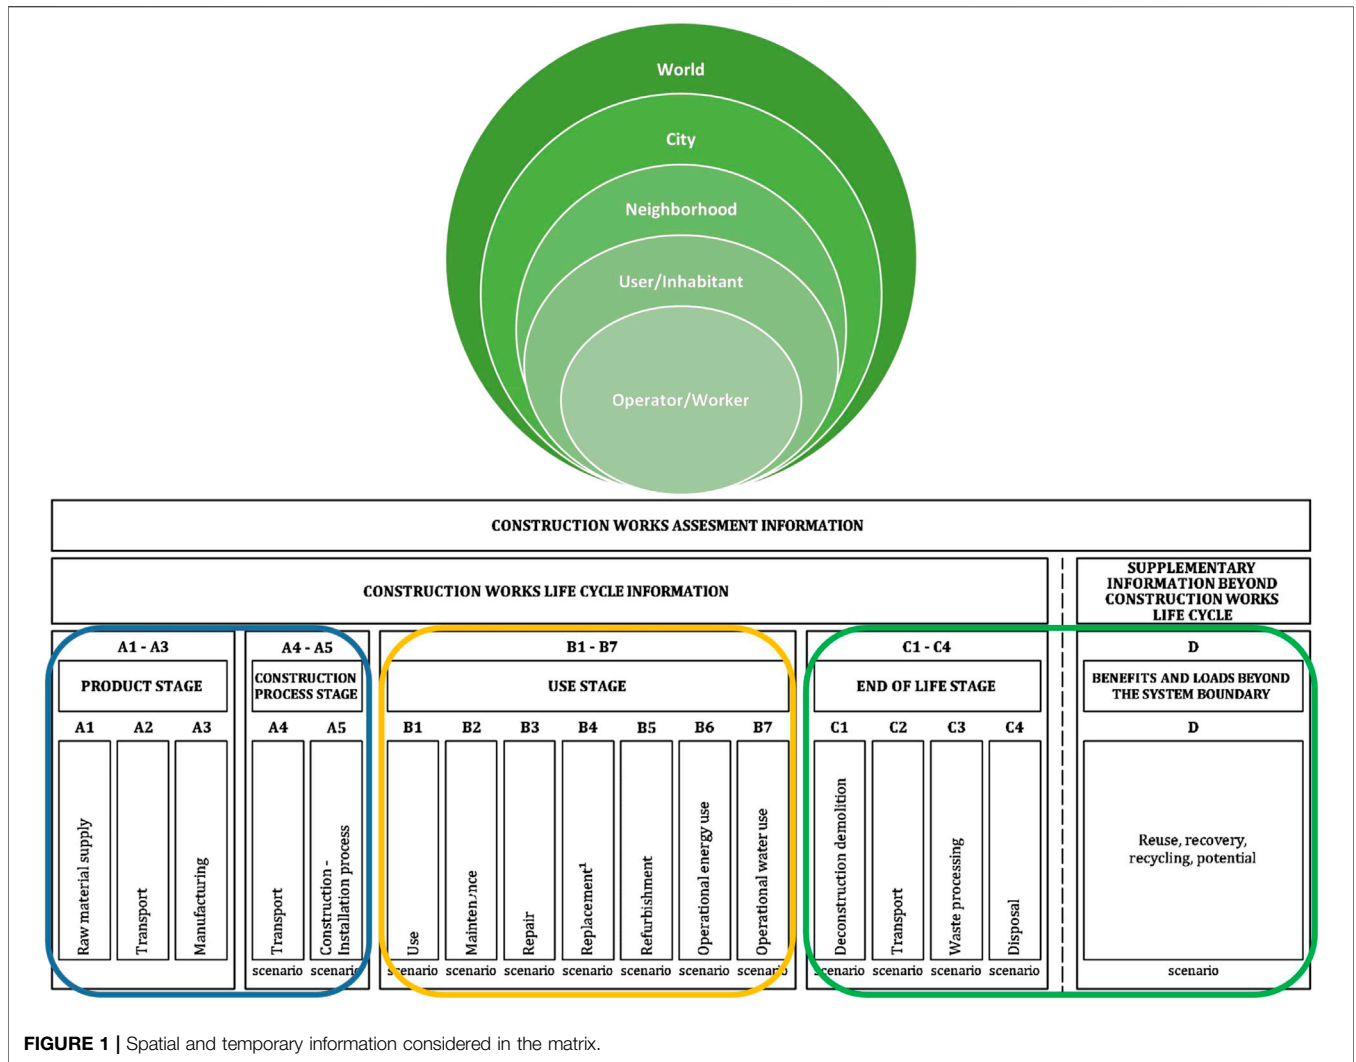 World
City
Neighborhood
User/Inhabitant
Operator/Worker
CONSTRUCTION WORKS ASSESMENT INFORMATION
CONSTRUCTION WORKS LIFE CYCLE INFORMATION
SUPPLEMENTARY
INFORMATION BEYOND
CONSTRUCTION WORKS
LIFE CYCLE
A1 - A3
PRODUCT STAGE
A1 A2 A3
Raw material supply
Transport
Manufacturing
A4 - A5
CONSTRUCTION
PROCESS STAGE
A4 A5
Transport
Construction -
Installation process
scenario scenario
B1 - B7
USE STAGE
B1 B2 B3 B4 B5 B6 B7
Use
Maintenance
Repair
Replacement¹
Refurbishment
Operational energy use
Operational water use
scenario scenario scenario scenario scenario scenario scenario
C1 - C4
END OF LIFE STAGE
C1 C2 C3 C4
Deconstruction demolition
Transport
Waste processing
Disposal
scenario scenario scenario scenario
D
BENEFITS AND LOADS BEYOND
THE SYSTEM BOUNDARY
D
Reuse, recovery,
recycling, potential
scenario
FIGURE 1 | Spatial and temporary information considered in the matrix.